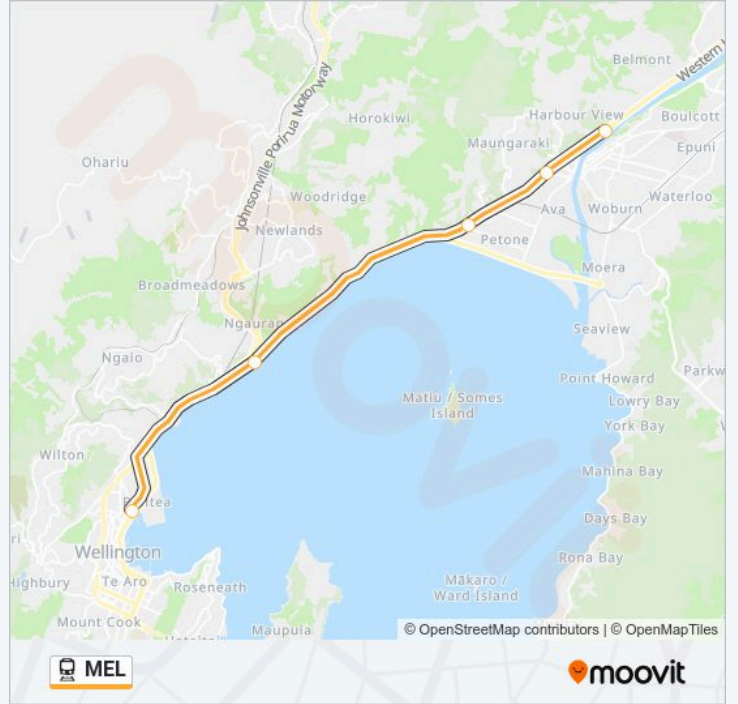 Belmont
Western
Harbour View
Boulcott
Horokiwi
Maungaraki
Epuni
Johnsonville Porirua Motorway
Ohariu
Woodridge
Waterloo
Ava
Woburn
Newlands
Petone
Moera
Broadmeadows
Ngauran
Seaview
Ngaio
Point Howard
Parkw
Matiu / Somes
Island
Lowry Bay
York Bay
Wilton
Mahina Bay
Days Bay
Wellington
Rona Bay
Highbury
Te Aro
Roseneath
Mākaro /
Ward Island
Mount Cook
Maupuia
© OpenStreetMap contributors | © OpenMapTiles
MEL
moovit